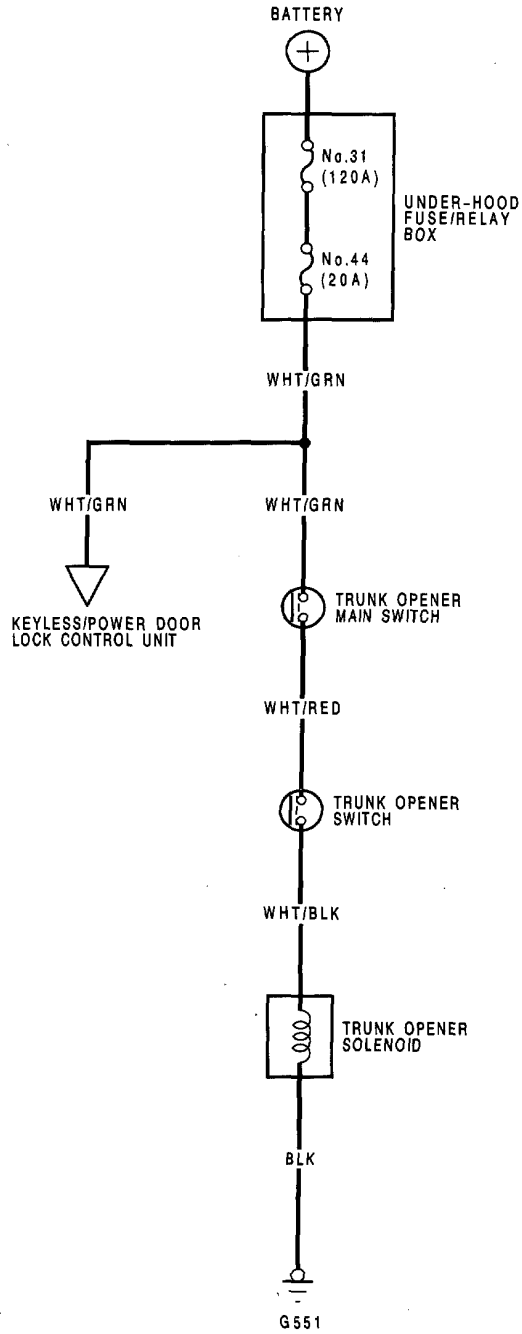 BATTERY
No.31
(120A)
UNDER-HOOD
FUSE/RELAY
BOX
No.44
(20A)
WHT/GRN
WHT/GRN
WHT/GRN
KEYLESS/POWER DOOR
LOCK CONTROL UNIT
TRUNK OPENER
MAIN SWITCH
WHT/RED
TRUNK OPENER
SWITCH
WHT/BLK
TRUNK OPENER
SOLENOID
BLK
G551